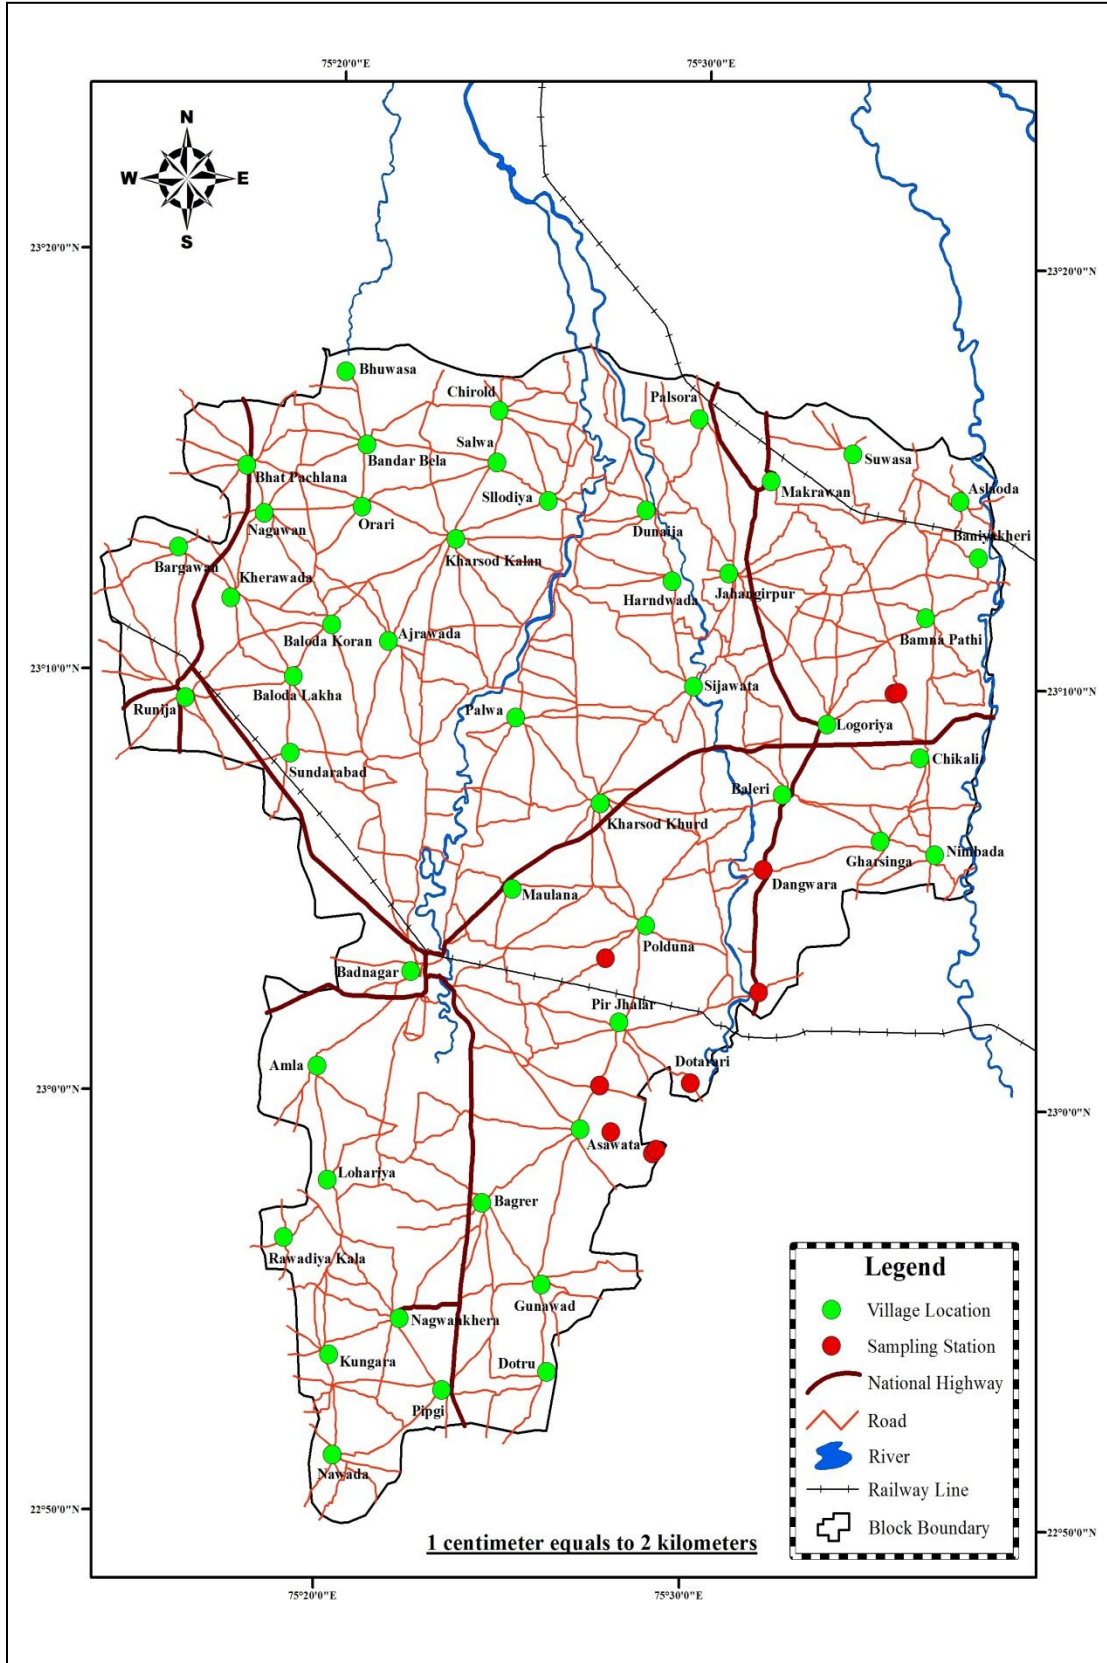 75°20'0"E
75°30'0"E
N
W
E
S
23°20'0"N
23°20'0"N
Bhuwasa
Chirold
Palsora
Salwa
Bandar Bela
Suwasa
Bhat Pachlana
Makrawan
Aslaoda
Sllodiya
Nagawan
Orari
Dunaija
Baniyakheri
Bargawan
Kharsod Kalan
Kherawada
Harndwada
Jahangirpur
Baloda Koran
Ajrawada
Bamna Pathi
23°10'0"N
23°10'0"N
Baloda Lakha
Sijawata
Runija
Palwa
Logoriya
Sundarabad
Chikali
Baleri
Kharsod Khurd
Gharsinga
Nimbada
Dangwara
Maulana
Polduna
Badnagar
Pir Jhalar
Amla
Dotarari
23°0'0"N
23°0'0"N
Asawata
Lohariya
Bagrer
Rawadiya Kala
Gunawad
Nagwankhera
Kungara
Dotru
Pipgi
Nawada
22°50'0"N
22°50'0"N
Legend
Village Location
Sampling Station
National Highway
Road
River
Railway Line
Block Boundary
1 centimeter equals to 2 kilometers
75°20'0"E
75°30'0"E